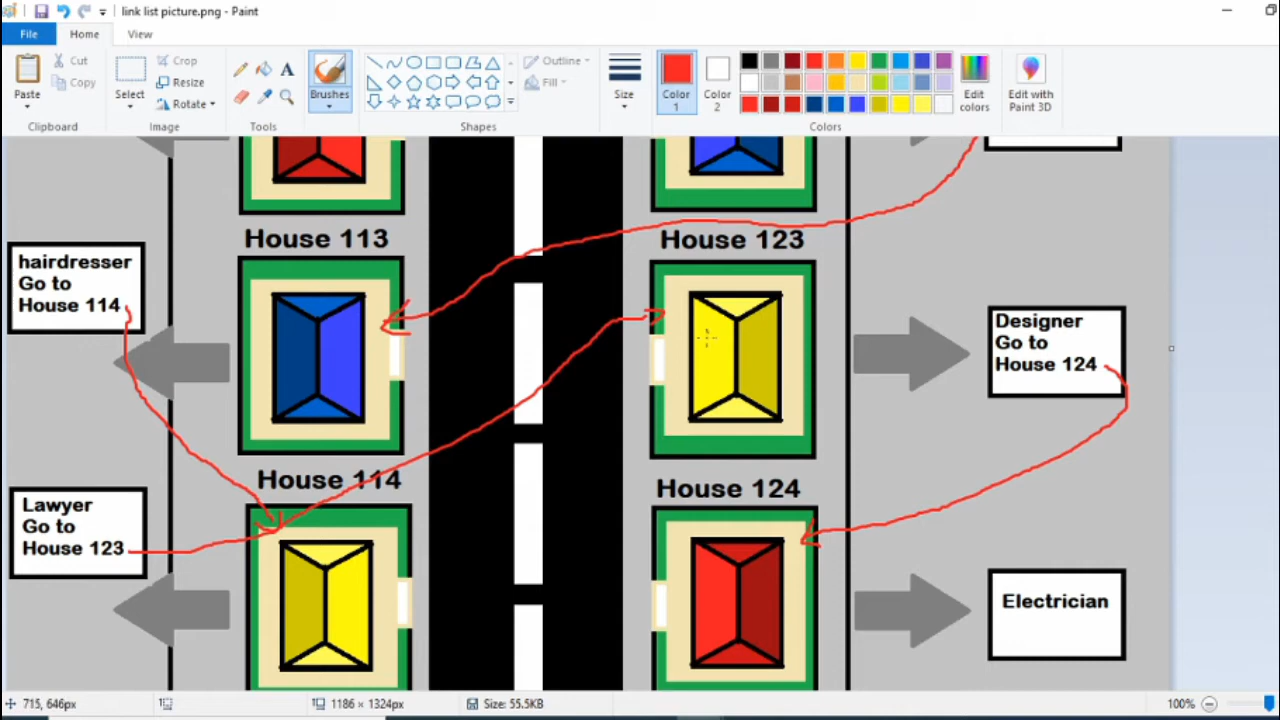 link list picture.png - Paint
File
Home
View
Paste
Cut
Copy
Clipboard
Select
Crop
Resize
Rotate
Image
Tools
Brushes
Shapes
Outline
Fill
Size
Color
1
Color
2
Edit
colors
Edit with
Paint 3D
Colors
House 113
House 123
hairdresser
Go to
House 114
Designer
Go to
House 124
House 114
House 124
Lawyer
Go to
House 123
Electrician
715, 646px
1186 × 1324px
Size: 55.5KB
100%